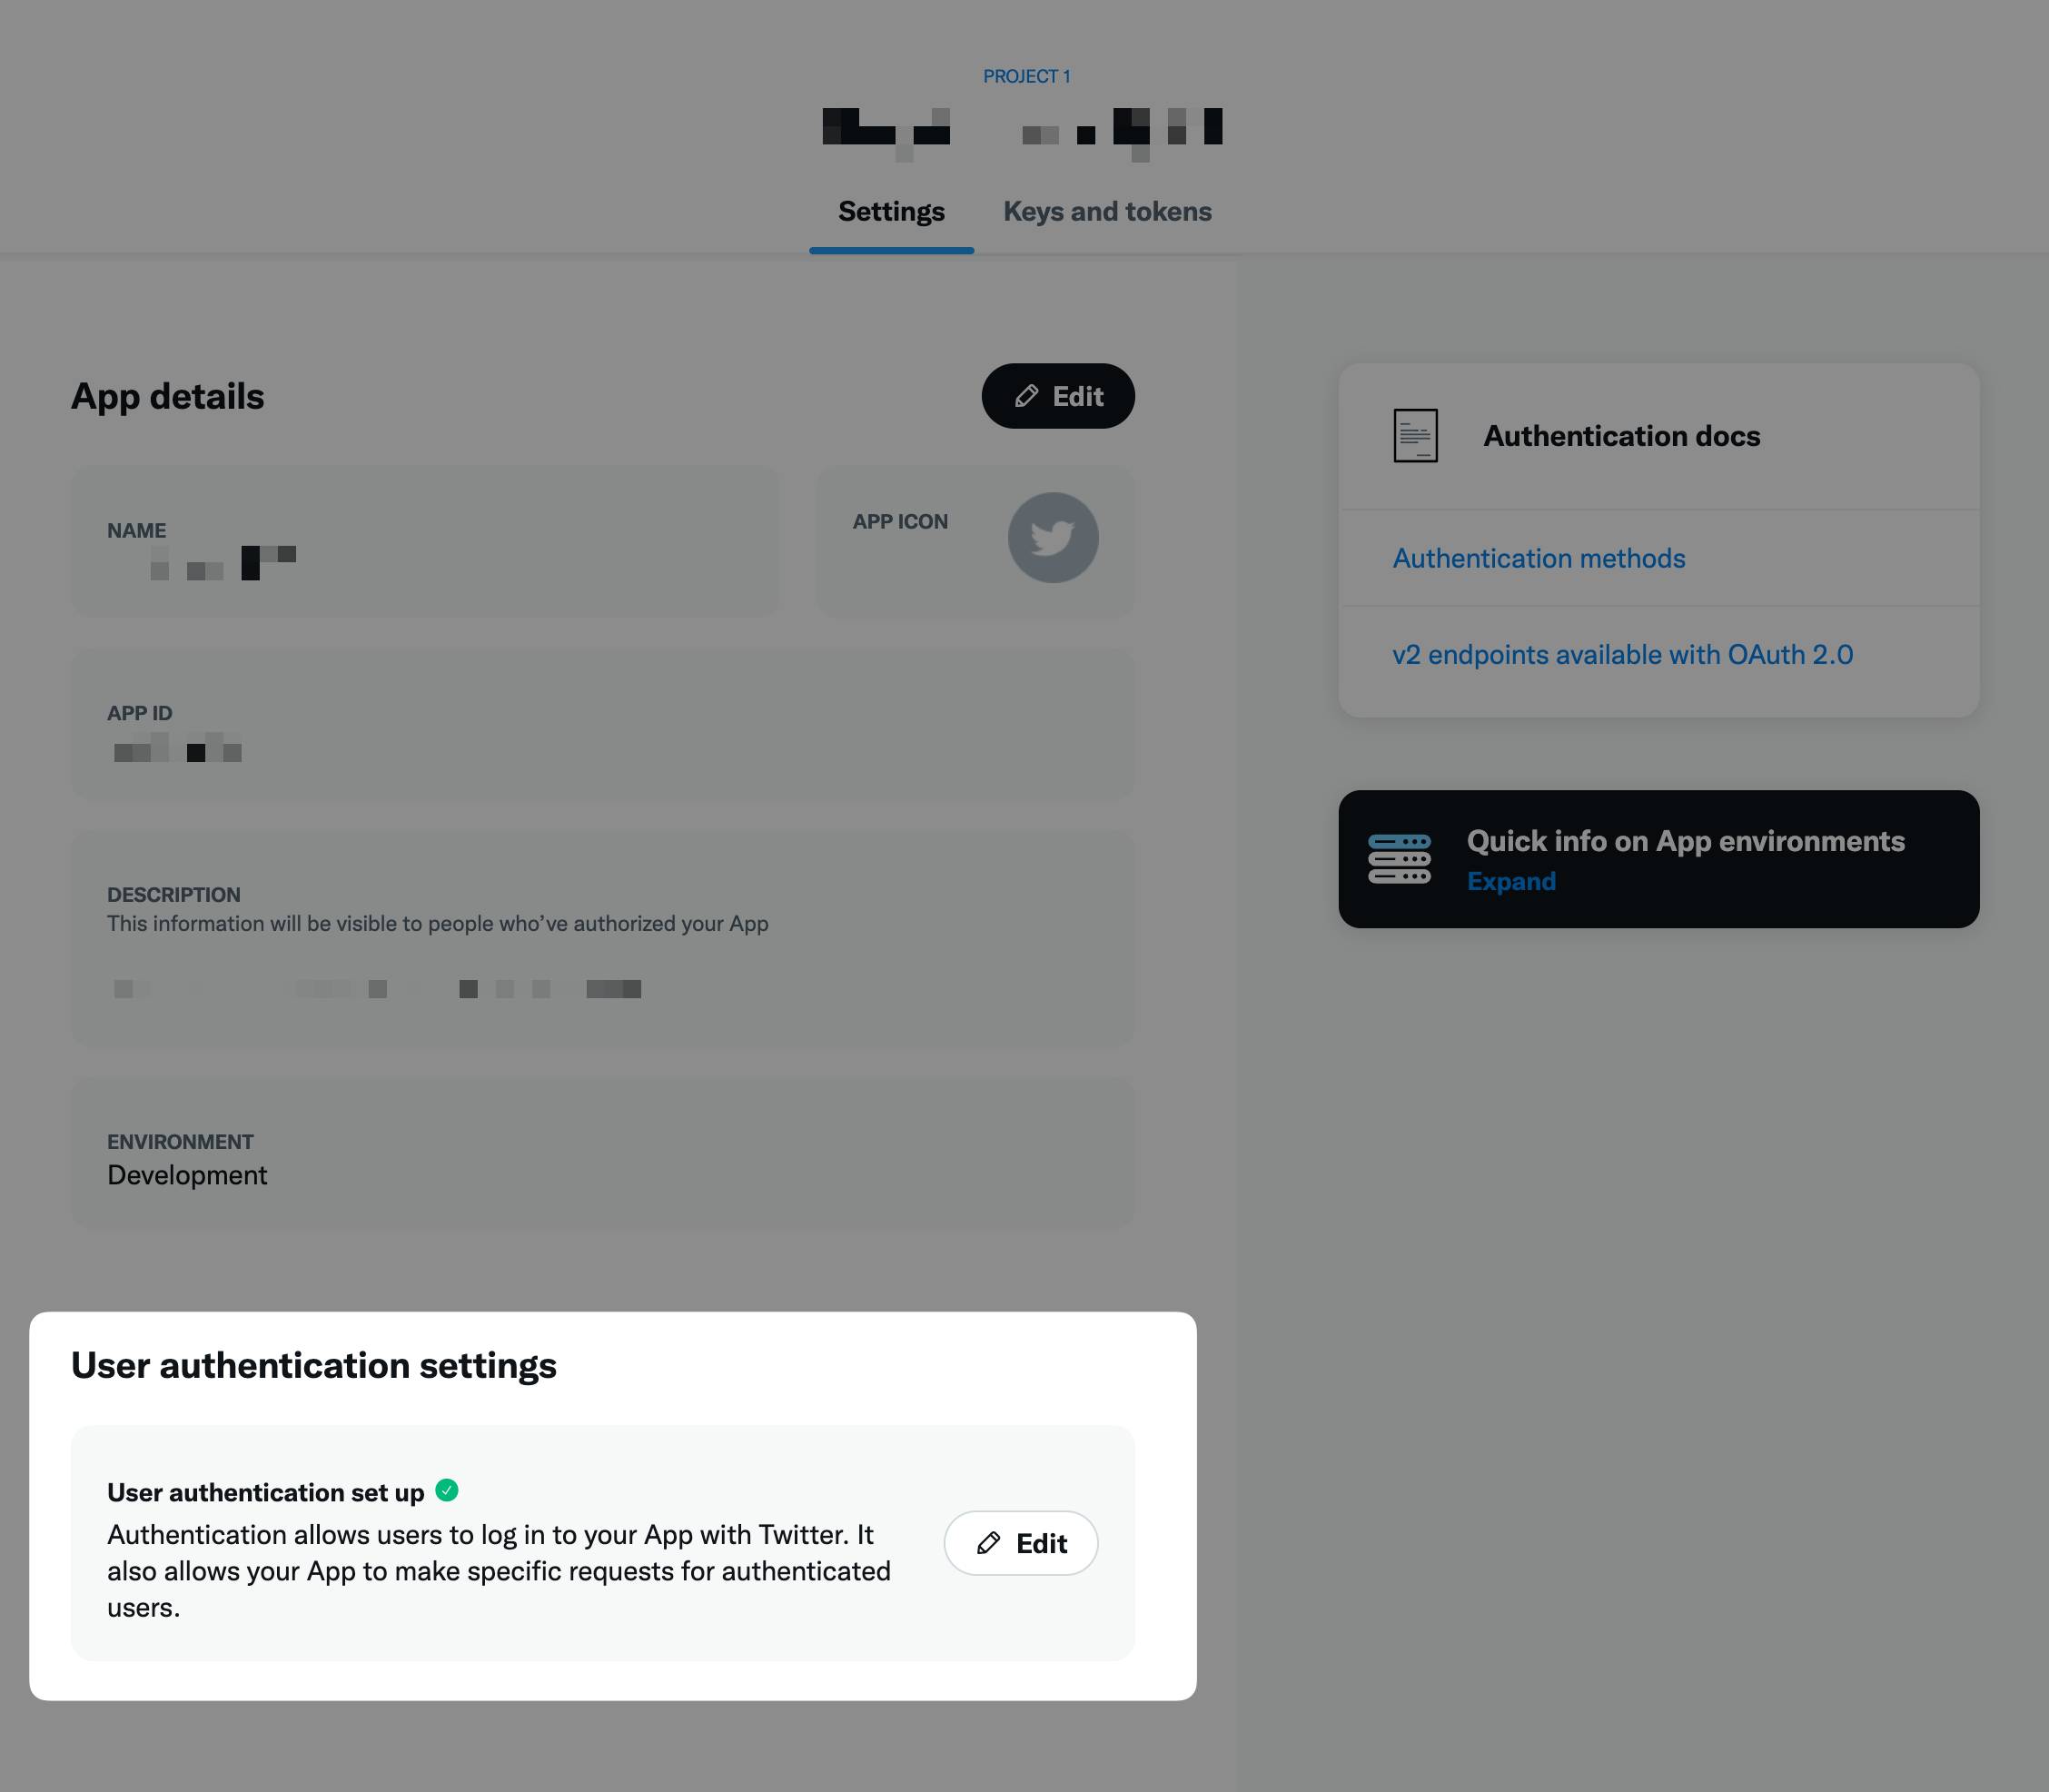 PROJECT 1
Settings
Keys and tokens
App details
Edit
NAME
APP ICON
APP ID
DESCRIPTION
This information will be visible to people who've authorized your App
ENVIRONMENT
Development
User authentication settings
User authentication set up
Authentication allows users to log in to your App with Twitter. It
also allows your App to make specific requests for authenticated
users.
Edit
Authentication docs
Authentication methods
v2 endpoints available with OAuth 2.0
Quick info on App environments
Expand